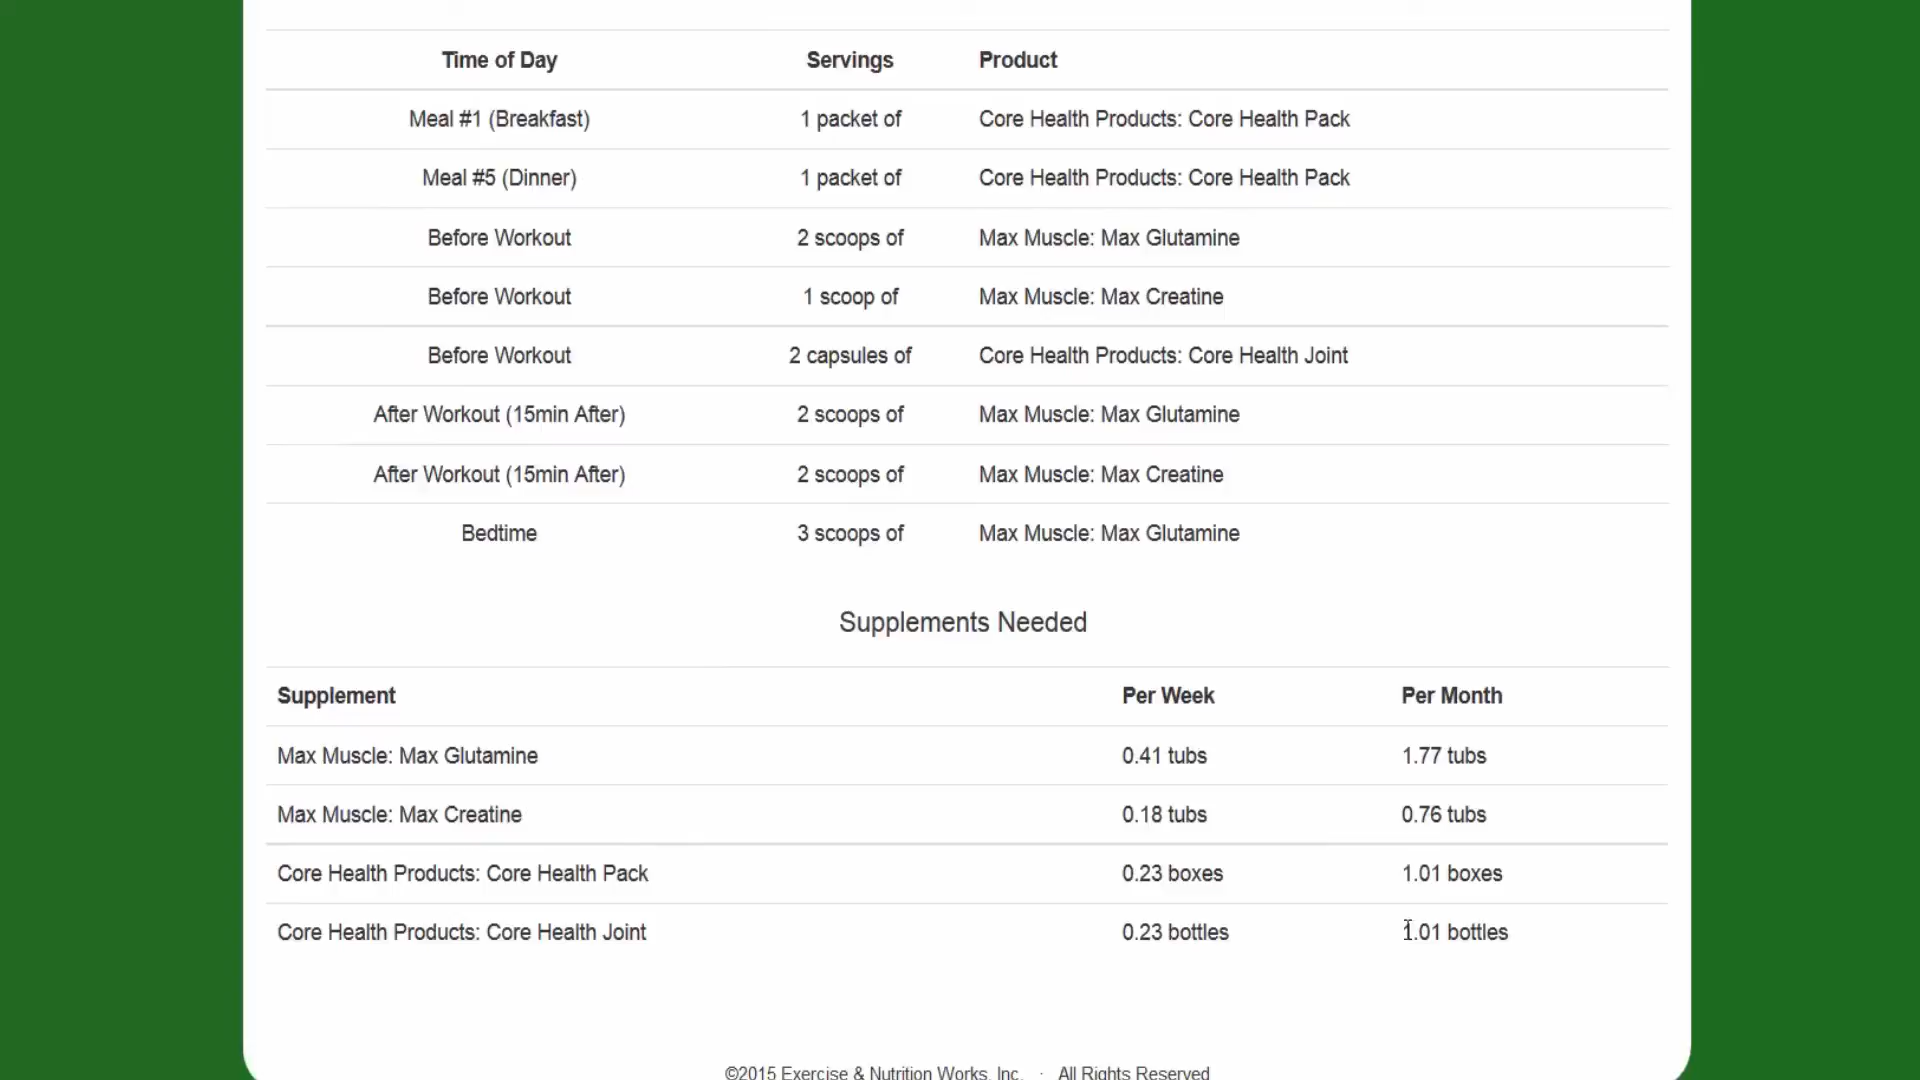 Time of Day Servings Product
Meal #1 (Breakfast) 1 packet of Core Health Products: Core Health Pack
Meal #5 (Dinner) 1 packet of Core Health Products: Core Health Pack
Before Workout 2 scoops of Max Muscle: Max Glutamine
Before Workout 1 scoop of Max Muscle: Max Creatine
Before Workout 2 capsules of Core Health Products: Core Health Joint
After Workout (15min After) 2 scoops of Max Muscle: Max Glutamine
After Workout (15min After) 2 scoops of Max Muscle: Max Creatine
Bedtime 3 scoops of Max Muscle: Max Glutamine
Supplements Needed
Supplement Per Week Per Month
Max Muscle: Max Glutamine 0.41 tubs 1.77 tubs
Max Muscle: Max Creatine 0.18 tubs 0.76 tubs
Core Health Products: Core Health Pack 0.23 boxes 1.01 boxes
Core Health Products: Core Health Joint 0.23 bottles 1.01 bottles
©2015 Exercise & Nutrition Works, Inc. · All Rights Reserved